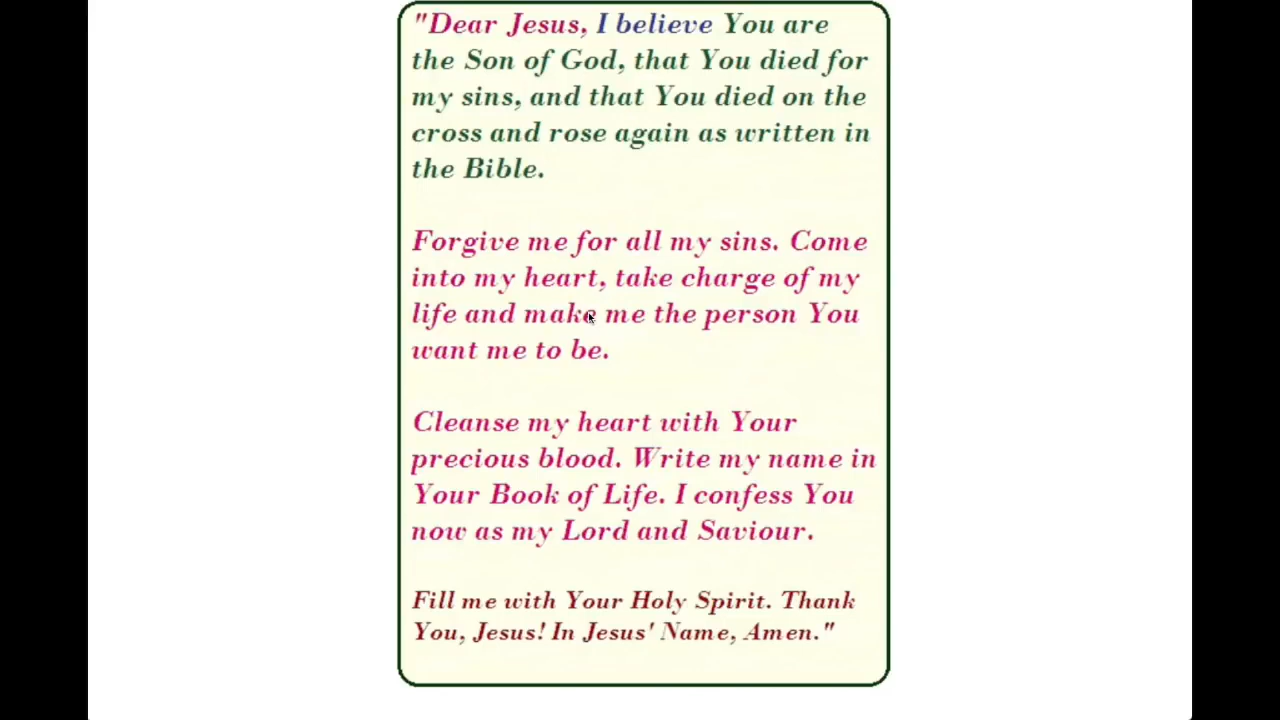 "Dear Jesus, I believe You are
the Son of God, that You died for
my sins, and that You died on the
cross and rose again as written in
the Bible.
Forgive me for all my sins. Come
into my heart, take charge of my
life and make me the person You
want me to be.
Cleanse my heart with Your
precious blood. Write my name in
Your Book of Life. I confess You
now as my Lord and Saviour.
Fill me with Your Holy Spirit. Thank
You, Jesus! In Jesus' Name, Amen."